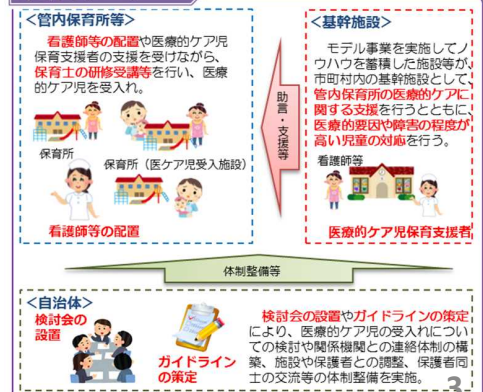 <管内保育所等>
看護師等の配置や医療的ケア児
保育支援者の支援を受けながら、
保育士の研修受講等を行い、医療
的ケア児を受入れ。
保育所
保育所（医ケア児受入施設）
看護師等の配置
助言・支援等
<基幹施設>
モデル事業を実施してノ
ウハウを蓄積した施設等が、
市町村内の基幹施設として、
管内保育所の医療的ケアに
関する支援を行うとともに、
医療的要因や障害の程度が
高い児童の対応を行う。
看護師等
医療的ケア児保育支援者
体制整備等
<自治体>
検討会の
設置
ガイドライン
の策定
検討会の設置やガイドラインの策定
により、医療的ケア児の受入れについ
ての検討や関係機関との連絡体制の構
築、施設や保護者との調整、保護者同
士の交流等の体制整備を実施。
3